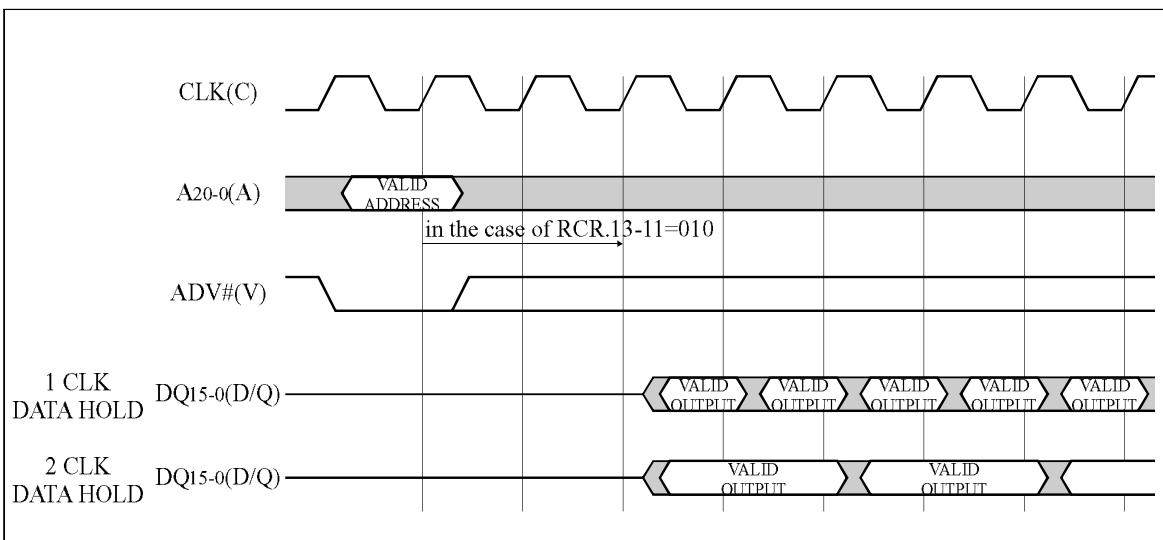 CLK(C)
A20-0(A)
VALID
ADDRESS
in the case of RCR.13-11=010
ADV#(V)
1 CLK
DATA HOLD
DQ15-0(D/Q)
VALID
OUTPUT
VALID
OUTPUT
VALID
OUTPUT
VALID
OUTPUT
VALID
OUTPUT
2 CLK
DATA HOLD
DQ15-0(D/Q)
VALID
OUTPUT
VALID
OUTPUT